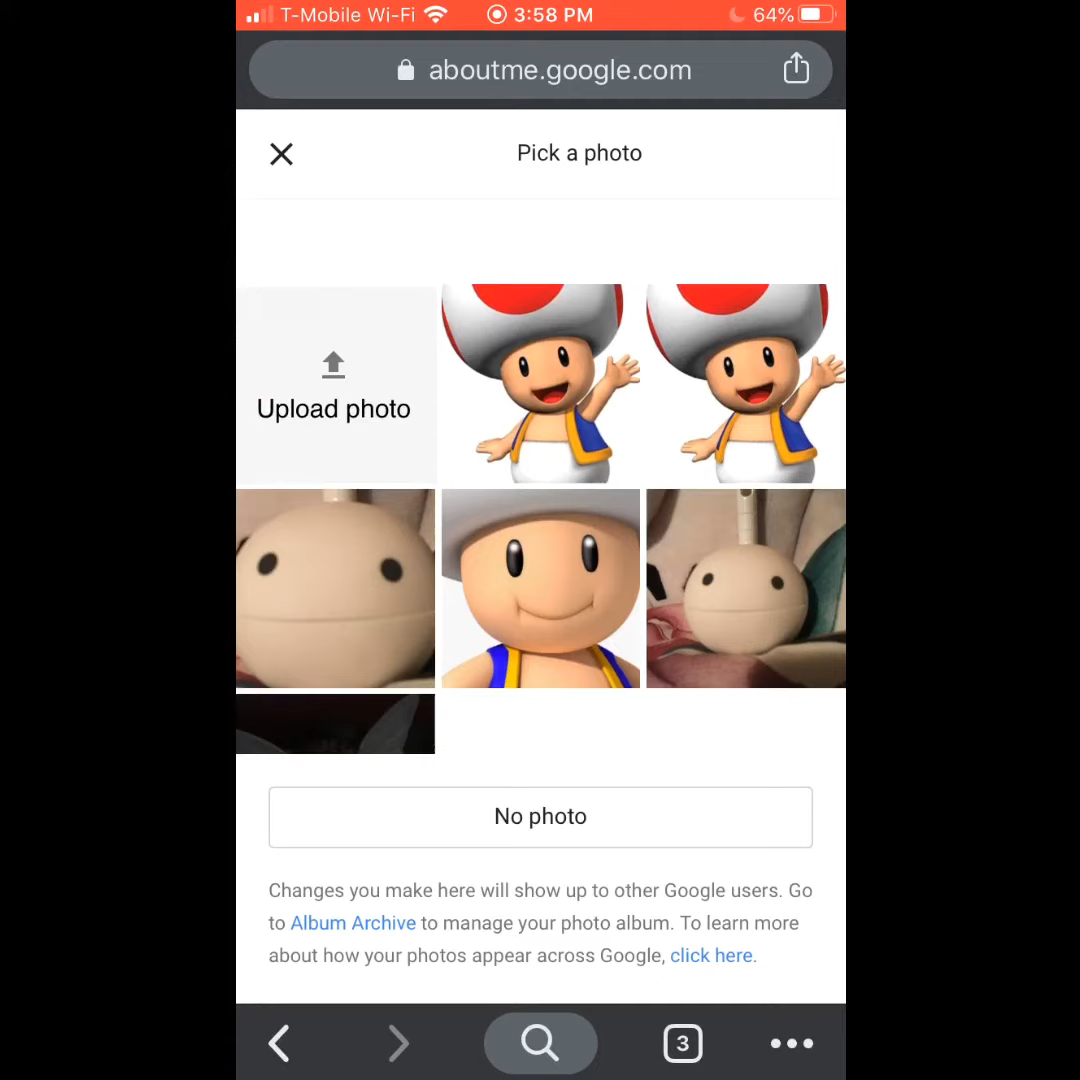 T-Mobile Wi-Fi 3:58 PM 64%
aboutme.google.com
Pick a photo
Upload photo
No photo
Changes you make here will show up to other Google users. Go
to Album Archive to manage your photo album. To learn more
about how your photos appear across Google, click here.
3